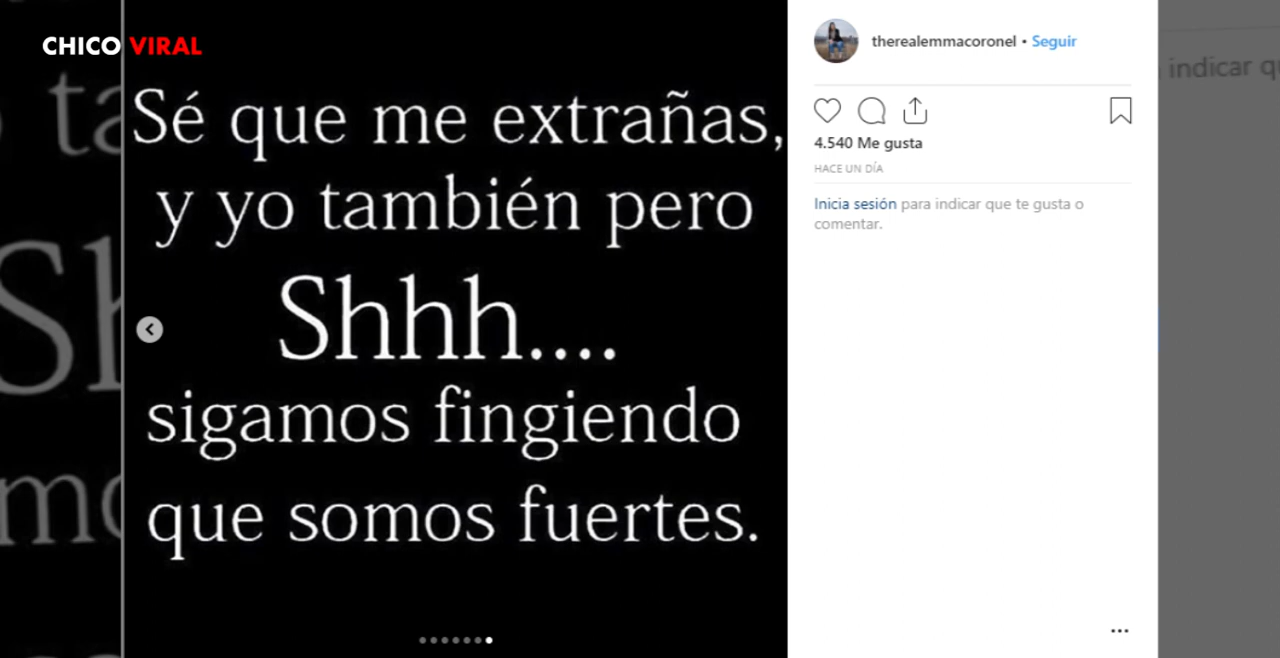 CHICO VIRAL
Sé que me extrañas,
y yo también pero
Shhh....
sigamos fingiendo
que somos fuertes.
therealemmacoronel • Seguir
4.540 Me gusta
HACE UN DÍA
Inicia sesión para indicar que te gusta o
comentar.
indicar